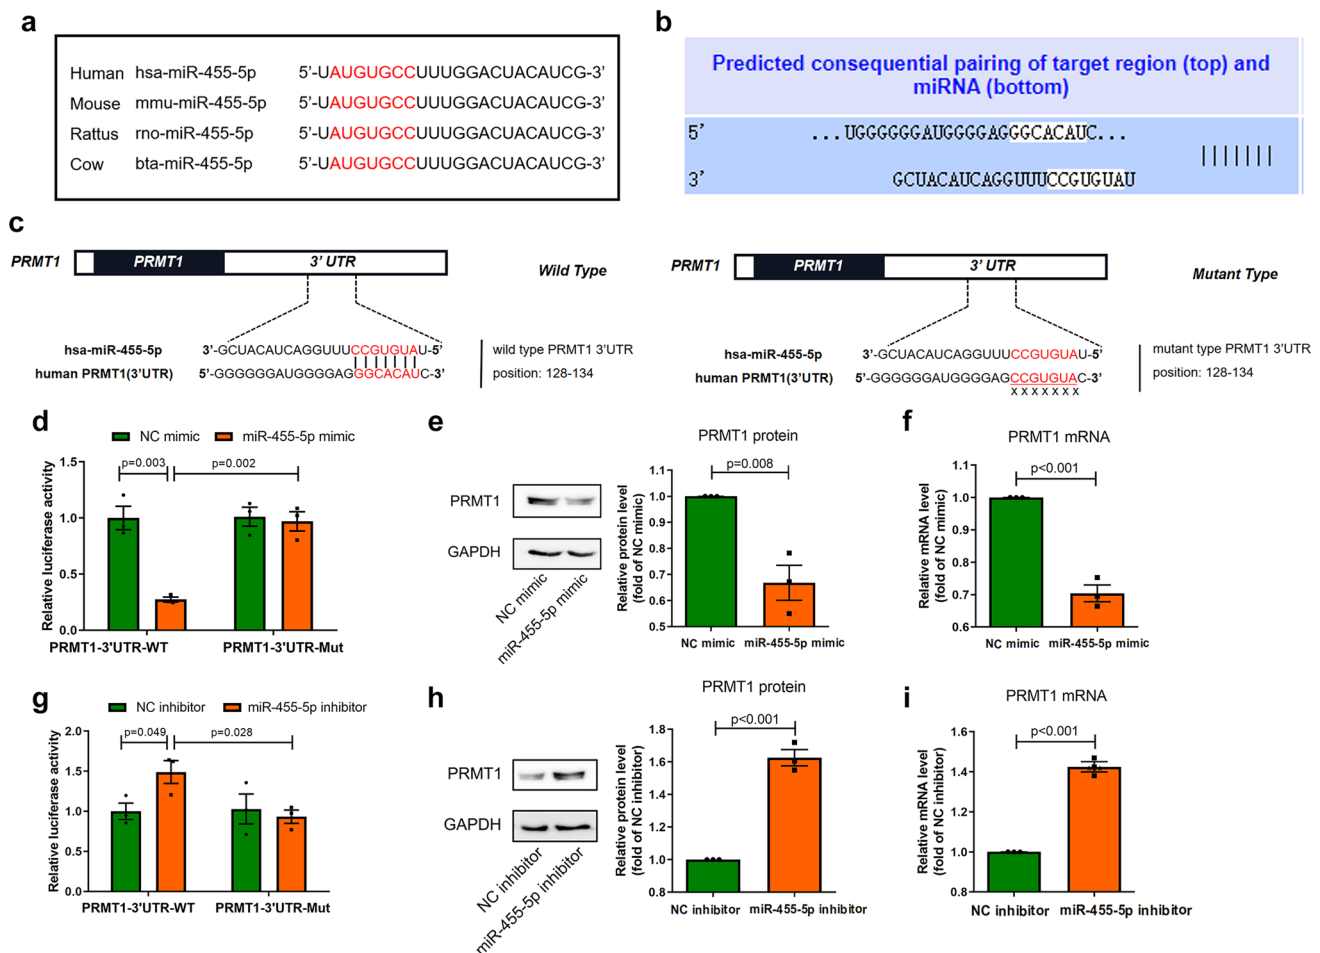 a
Human hsa-miR-455-5p 5'-UAUGUGCCUUUGGACUACAUCG-3'
Mouse mmu-miR-455-5p 5'-UAUGUGCCUUUGGACUACAUCG-3'
Rattus rno-miR-455-5p 5'-UAUGUGCCUUUGGACUACAUCG-3'
Cow bta-miR-455-5p 5'-UAUGUGCCUUUGGACUACAUCG-3'
b
Predicted consequential pairing of target region (top) and
miRNA (bottom)
5' ...UGGGGGGAUGGGGAGGGCACAUC...
3' GCUACAUCAGGUUUCCGUGUAU
c
PRMT1 PRMT1 3' UTR Wild Type
hsa-miR-455-5p 3'-GCUACAUCAGGUUUCCGUGUAU-5' wild type PRMT1 3'UTR
human PRMT1(3'UTR) 5'-GGGGGGAUGGGGAGGGCACAUC-3' position: 128-134
PRMT1 PRMT1 3' UTR Mutant Type
hsa-miR-455-5p 3'-GCUACAUCAGGUUUCCGUGUAU-5' mutant type PRMT1 3'UTR
human PRMT1(3'UTR) 5'-GGGGGGAUGGGGAGCCGUGUAC-3' position: 128-134
X X X X X X X
d
NC mimic miR-455-5p mimic
Relative luciferase activity
1.5
1.0
0.5
0.0
p=0.003 p=0.002
PRMT1-3'UTR-WT PRMT1-3'UTR-Mut
e
PRMT1
GAPDH
NC mimic
miR-455-5p mimic
PRMT1 protein
Relative protein level
(fold of NC mimic)
1.1
1.0
0.9
0.8
0.7
0.6
0.5
p=0.008
NC mimic miR-455-5p mimic
f
PRMT1 mRNA
Relative mRNA level
(fold of NC mimic)
1.1
1.0
0.9
0.8
0.7
0.6
p<0.001
NC mimic miR-455-5p mimic
g
NC inhibitor miR-455-5p inhibitor
Relative luciferase activity
2.0
1.5
1.0
0.5
0.0
p=0.049 p=0.028
PRMT1-3'UTR-WT PRMT1-3'UTR-Mut
h
PRMT1
GAPDH
NC inhibitor
miR-455-5p inhibitor
PRMT1 protein
Relative protein level
(fold of NC inhibitor)
1.8
1.6
1.4
1.2
1.0
0.8
p<0.001
NC inhibitor miR-455-5p inhibitor
i
PRMT1 mRNA
Relative mRNA level
(fold of NC inhibitor)
1.6
1.4
1.2
1.0
0.8
p<0.001
NC inhibitor miR-455-5p inhibitor